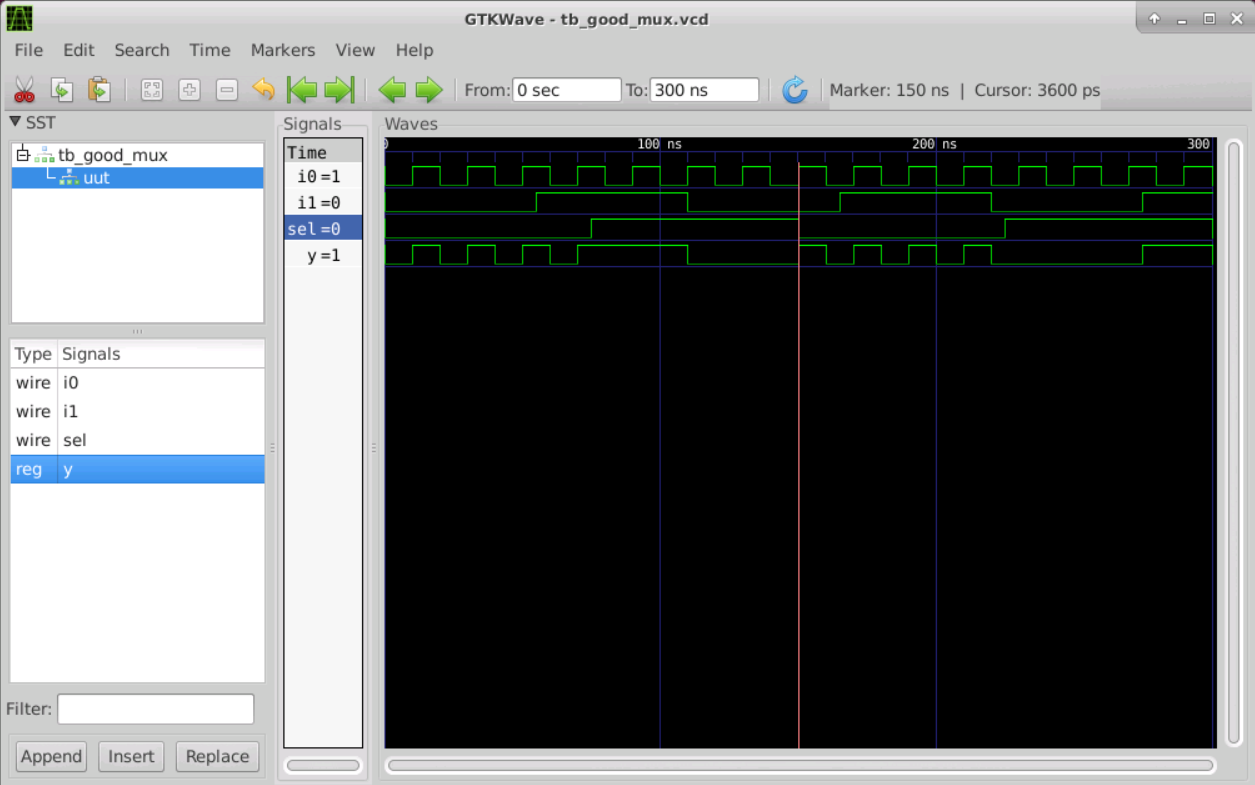 GTKWave - tb_good_mux.vcd
File Edit Search Time Markers View Help
From: 0 sec To: 300 ns Marker: 150 ns | Cursor: 3600 ps
SST
tb_good_mux
uut
Type Signals
wire i0
wire i1
wire sel
reg y
Filter:
Append Insert Replace
Signals
Time
i0=1
i1=0
sel=0
y=1
Waves
0 100 ns 200 ns 300